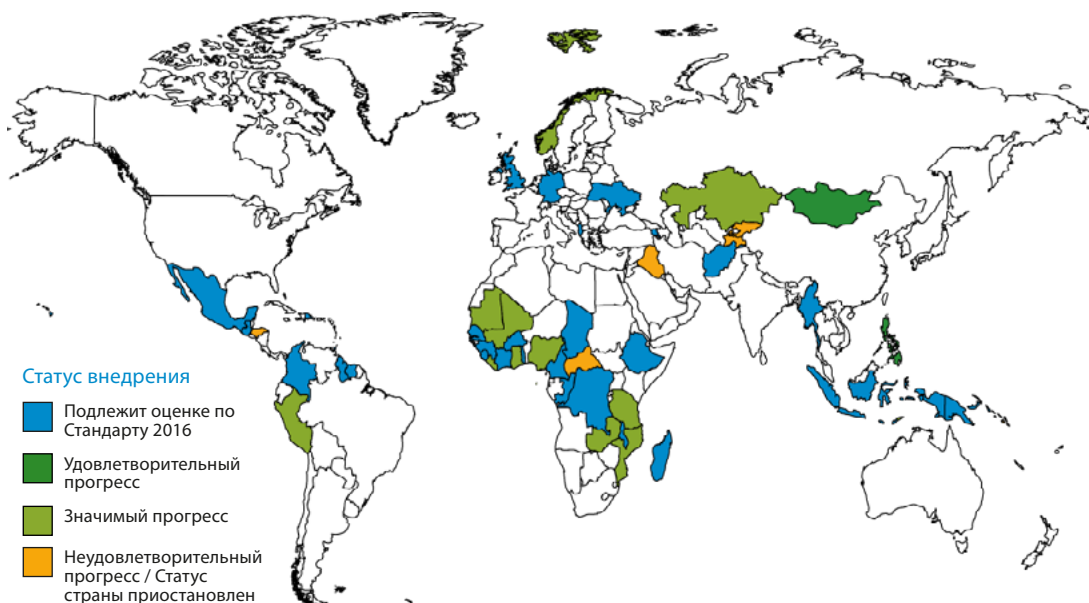 Статус внедрения
Подлежит оценке по
Стандарту 2016
Удовлетворительный
прогресс
Значимый прогресс
Неудовлетворительный
прогресс / Статус
страны приостановлен